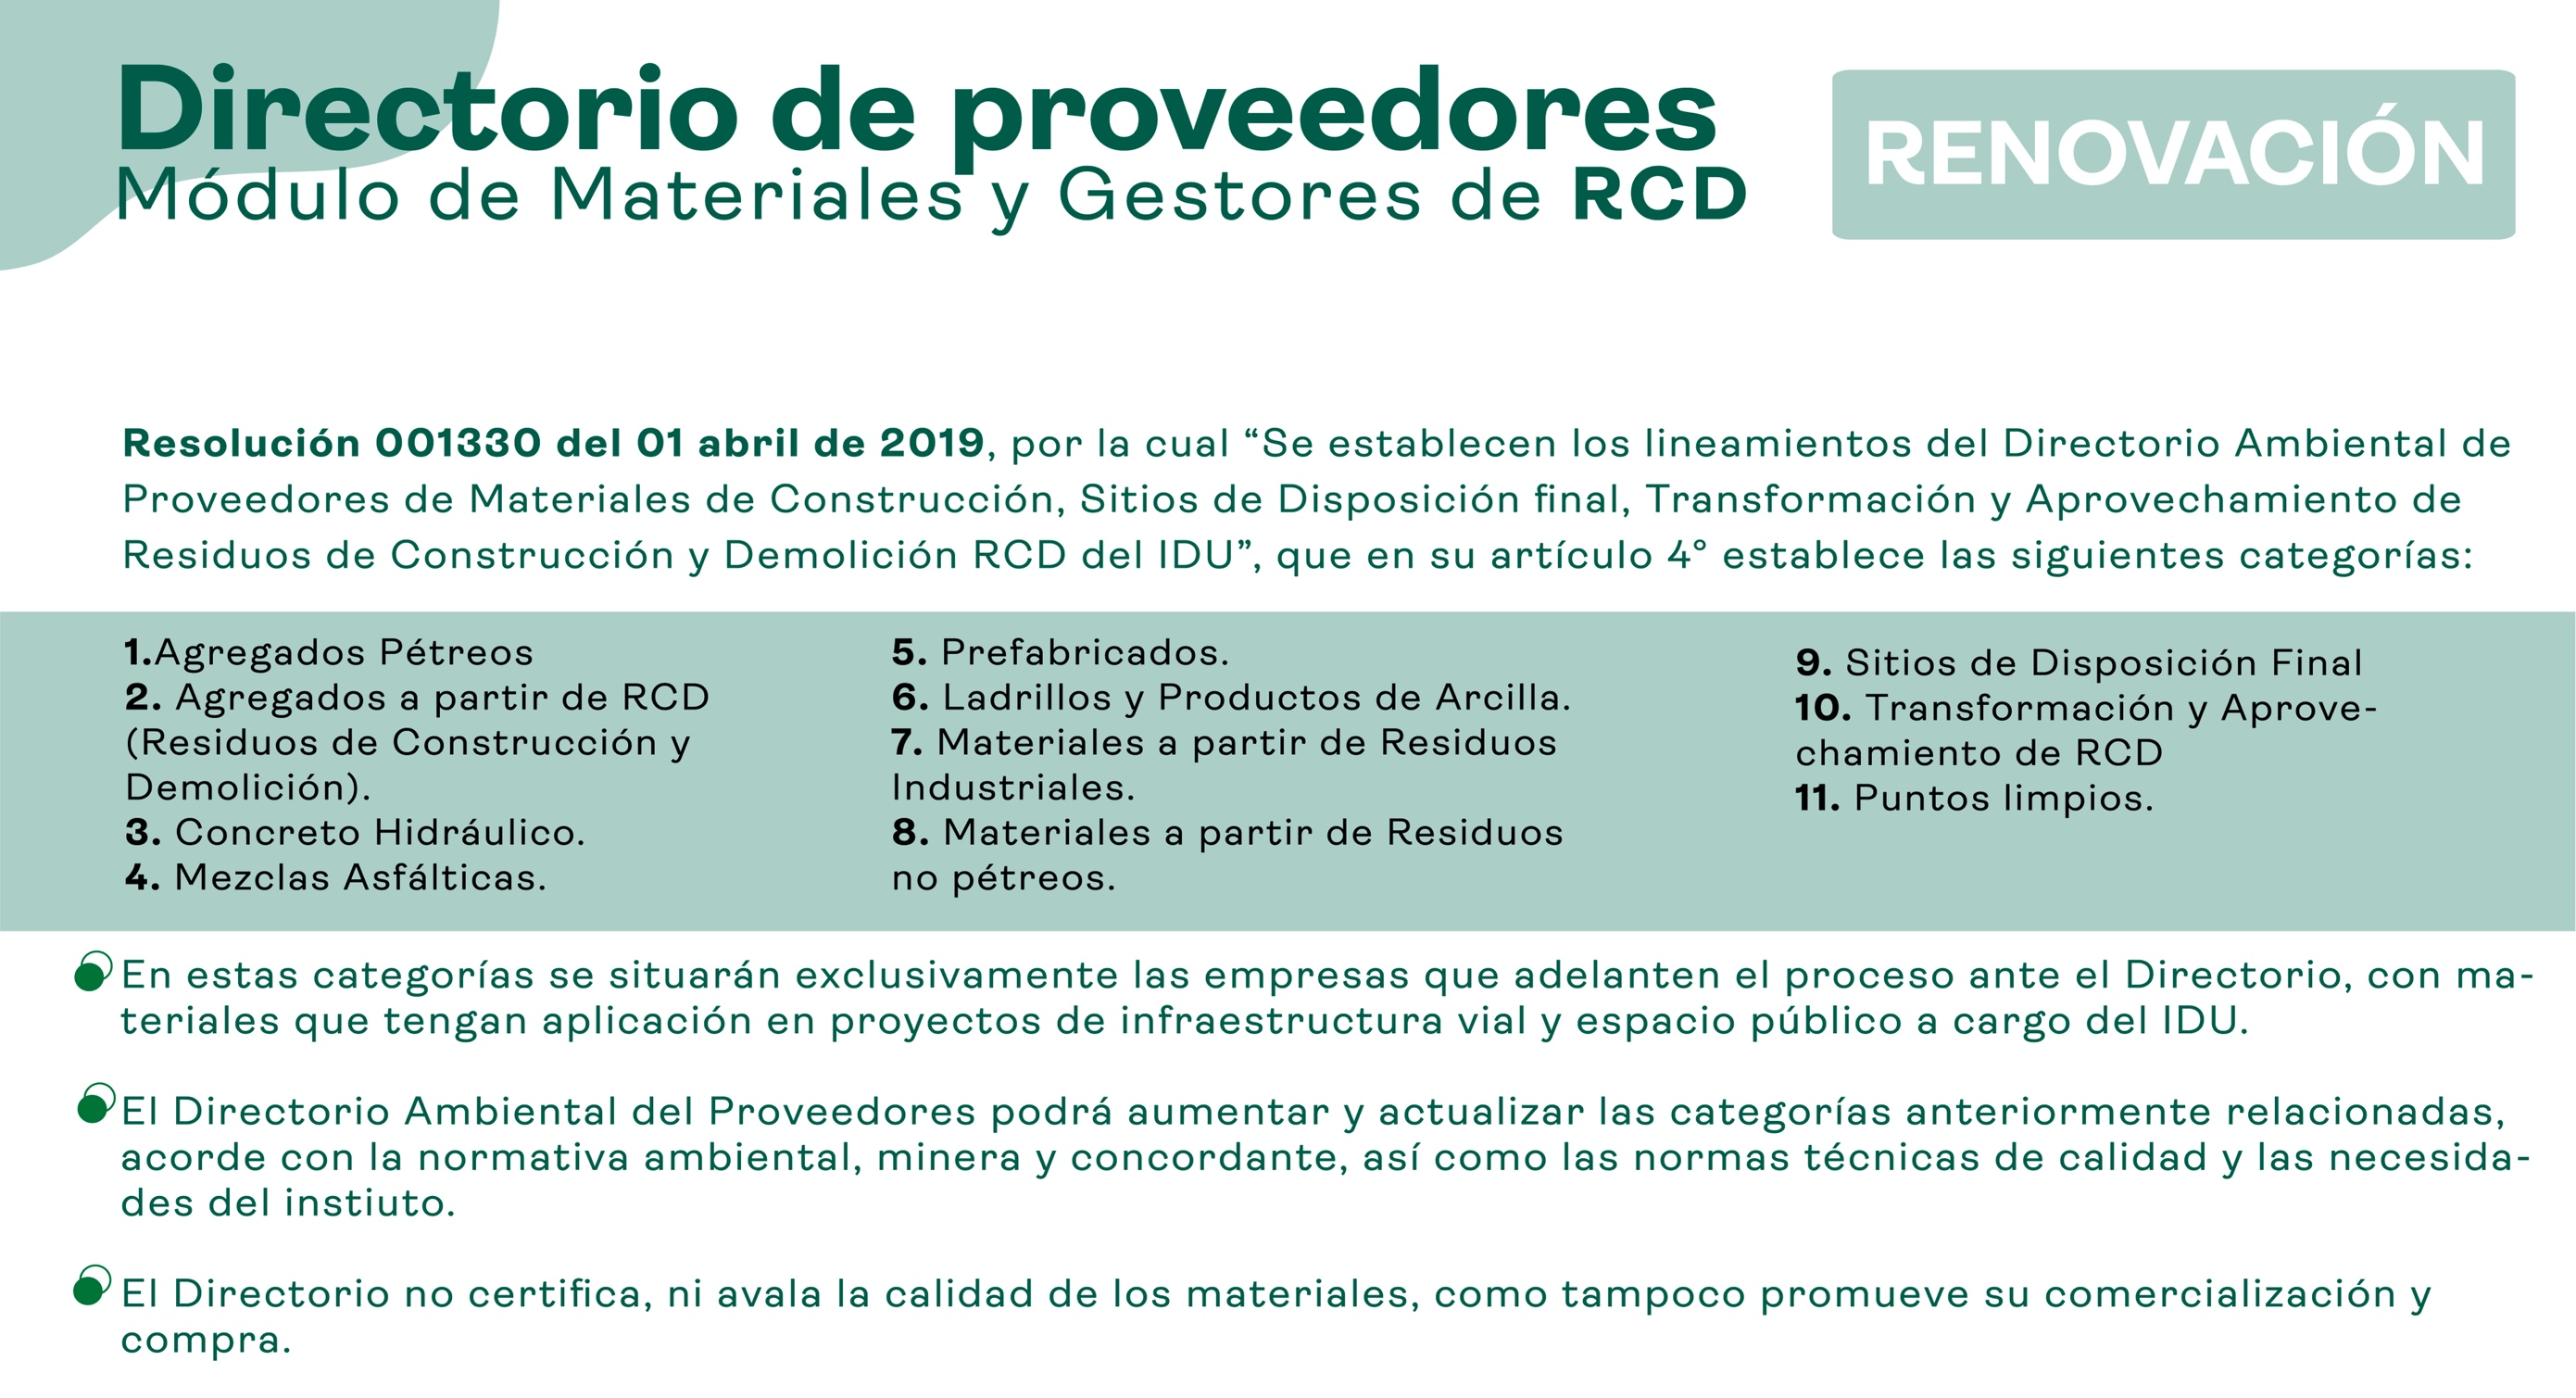 Directorio de proveedores
Módulo de Materiales y Gestores de RCD
RENOVACIÓN
Resolución 001330 del 01 abril de 2019, por la cual “Se establecen los lineamientos del Directorio Ambiental de
Proveedores de Materiales de Construcción, Sitios de Disposición final, Transformación y Aprovechamiento de
Residuos de Construcción y Demolición RCD del IDU”, que en su artículo 4° establece las siguientes categorías:
1.Agregados Pétreos
2. Agregados a partir de RCD
(Residuos de Construcción y
Demolición).
3. Concreto Hidráulico.
4. Mezclas Asfálticas.
5. Prefabricados.
6. Ladrillos y Productos de Arcilla.
7. Materiales a partir de Residuos
Industriales.
8. Materiales a partir de Residuos
no pétreos.
9. Sitios de Disposición Final
10. Transformación y Aprove-
chamiento de RCD
11. Puntos limpios.
En estas categorías se situarán exclusivamente las empresas que adelanten el proceso ante el Directorio, con ma-
teriales que tengan aplicación en proyectos de infraestructura vial y espacio público a cargo del IDU.
El Directorio Ambiental del Proveedores podrá aumentar y actualizar las categorías anteriormente relacionadas,
acorde con la normativa ambiental, minera y concordante, así como las normas técnicas de calidad y las necesida-
des del instiuto.
El Directorio no certifica, ni avala la calidad de los materiales, como tampoco promueve su comercialización y
compra.